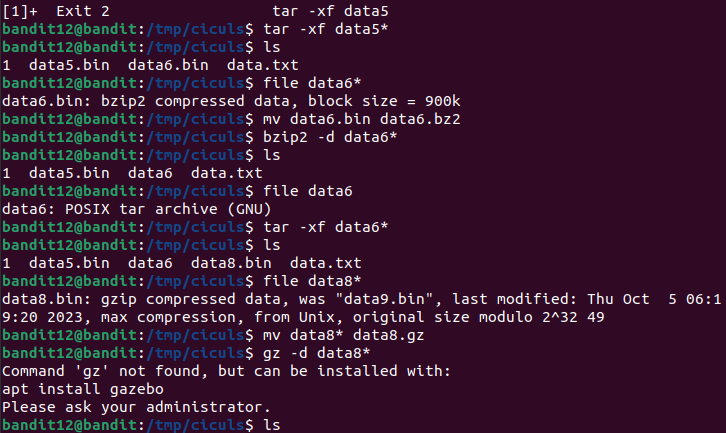 [1]+  Exit 2                  tar -xf data5
bandit12@bandit:/tmp/ciculs$ tar -xf data5*
bandit12@bandit:/tmp/ciculs$ ls
1  data5.bin  data6.bin  data.txt
bandit12@bandit:/tmp/ciculs$ file data6*
data6.bin: bzip2 compressed data, block size = 900k
bandit12@bandit:/tmp/ciculs$ mv data6.bin data6.bz2
bandit12@bandit:/tmp/ciculs$ bzip2 -d data6*
bandit12@bandit:/tmp/ciculs$ ls
1  data5.bin  data6  data.txt
bandit12@bandit:/tmp/ciculs$ file data6
data6: POSIX tar archive (GNU)
bandit12@bandit:/tmp/ciculs$ tar -xf data6*
bandit12@bandit:/tmp/ciculs$ ls
1  data5.bin  data6  data8.bin  data.txt
bandit12@bandit:/tmp/ciculs$ file data8*
data8.bin: gzip compressed data, was "data9.bin", last modified: Thu Oct  5 06:1
9:20 2023, max compression, from Unix, original size modulo 2^32 49
bandit12@bandit:/tmp/ciculs$ mv data8* data8.gz
bandit12@bandit:/tmp/ciculs$ gz -d data8*
Command 'gz' not found, but can be installed with:
apt install gazebo
Please ask your administrator.
bandit12@bandit:/tmp/ciculs$ ls